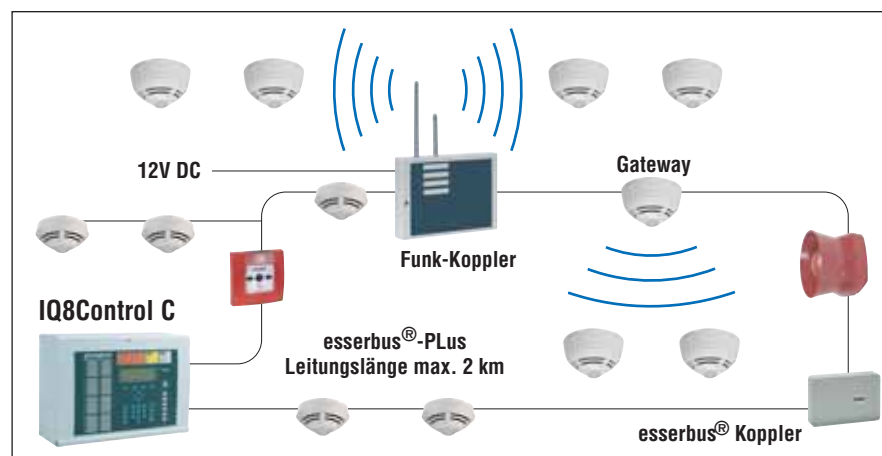 12V DC
Gateway
Funk-Koppler
IQ8Control C
esserbus®-PLus
Leitungslänge max. 2 km
esserbus® Koppler